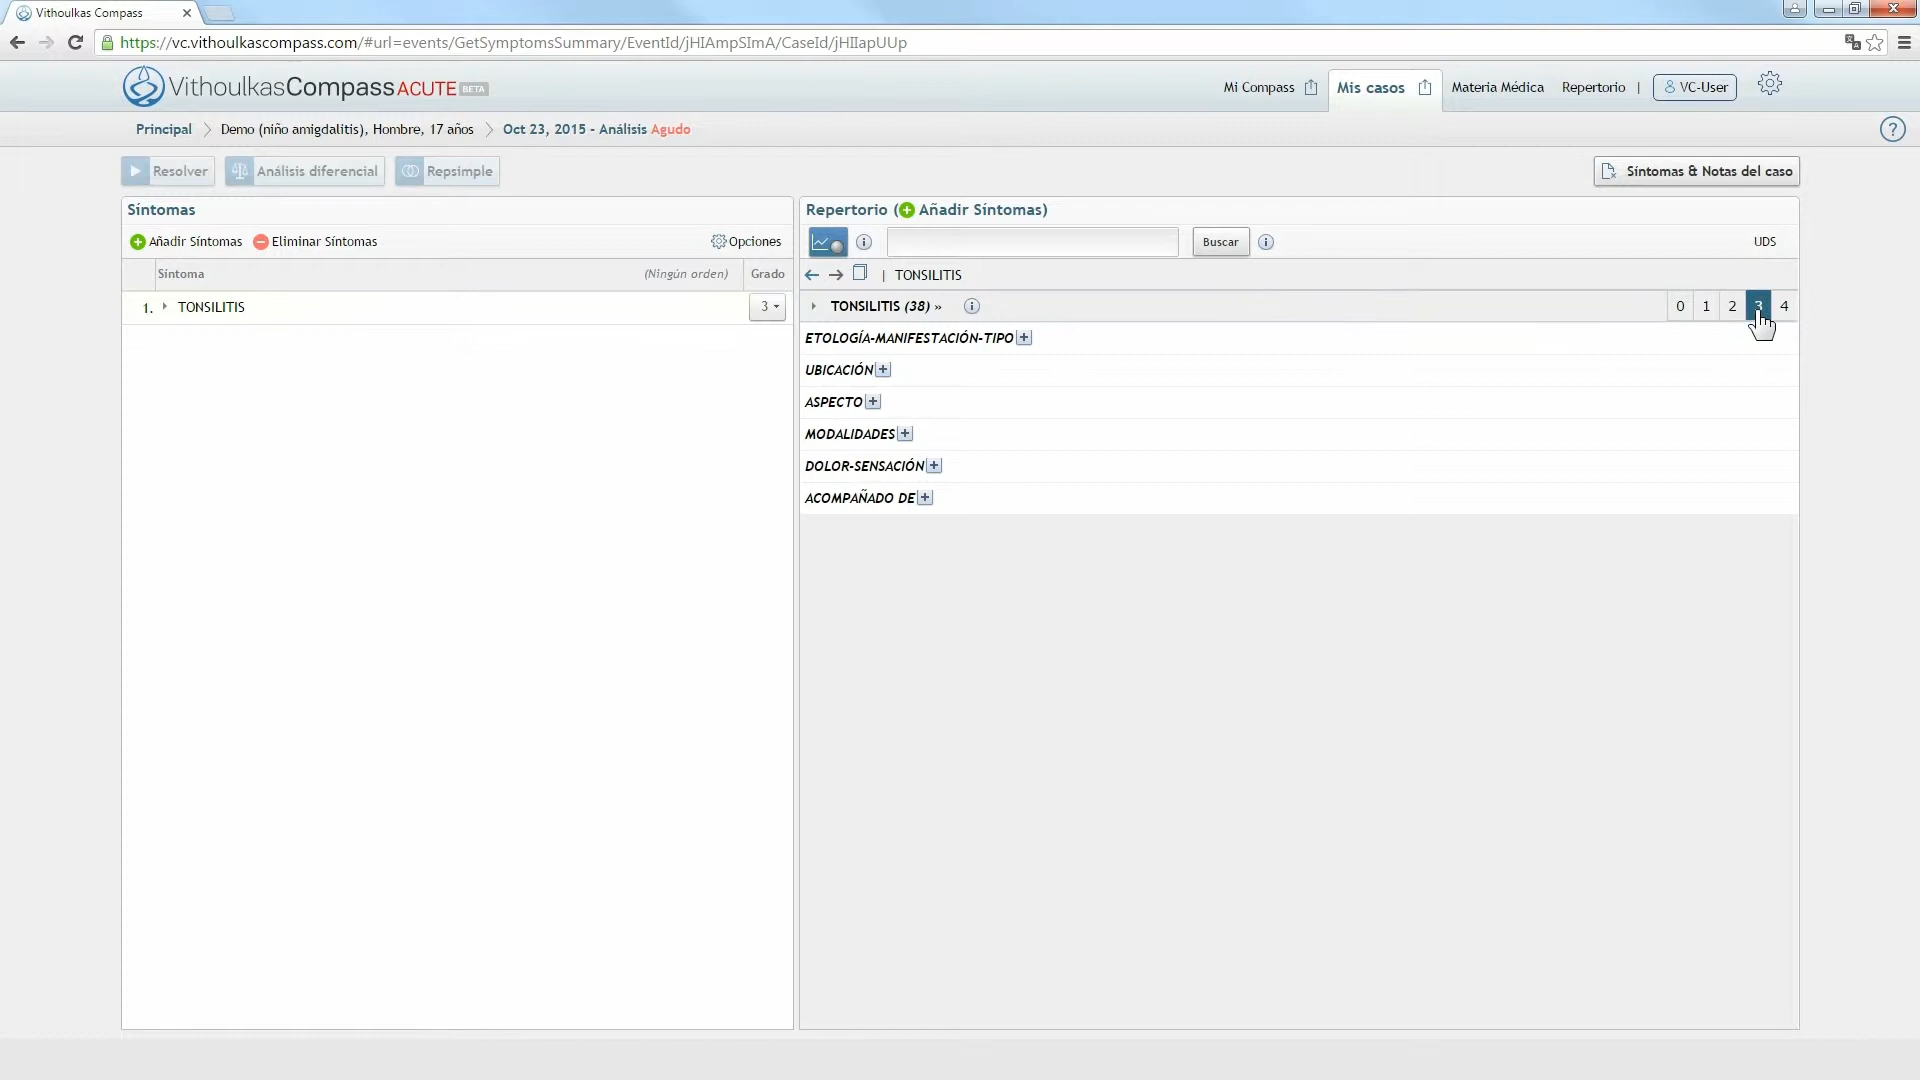 Vithoulkas Compass
https://vc.vithoulkascompass.com/#url=events/GetSymptomsSummary/EventId/jHIAmpSImA/CaseId/jHIIapUUp
VithoulkasCompass ACUTE BETA
Mi Compass Mis casos Materia Médica Repertorio | VC-User
Principal Demo (niño amigdalitis), Hombre, 17 años Oct 23, 2015 - Análisis Agudo ?
Resolver Análisis diferencial Repsimple Síntomas & Notas del caso
Síntomas
Añadir Síntomas Eliminar Síntomas Opciones
Síntoma (Ningún orden) Grado
1. TONSILITIS 3
Repertorio (Añadir Síntomas)
Buscar UDS
| TONSILITIS
TONSILITIS (38) » 0 1 2 3 4
ETOLOGÍA-MANIFESTACIÓN-TIPO
UBICACIÓN
ASPECTO
MODALIDADES
DOLOR-SENSACIÓN
ACOMPAÑADO DE